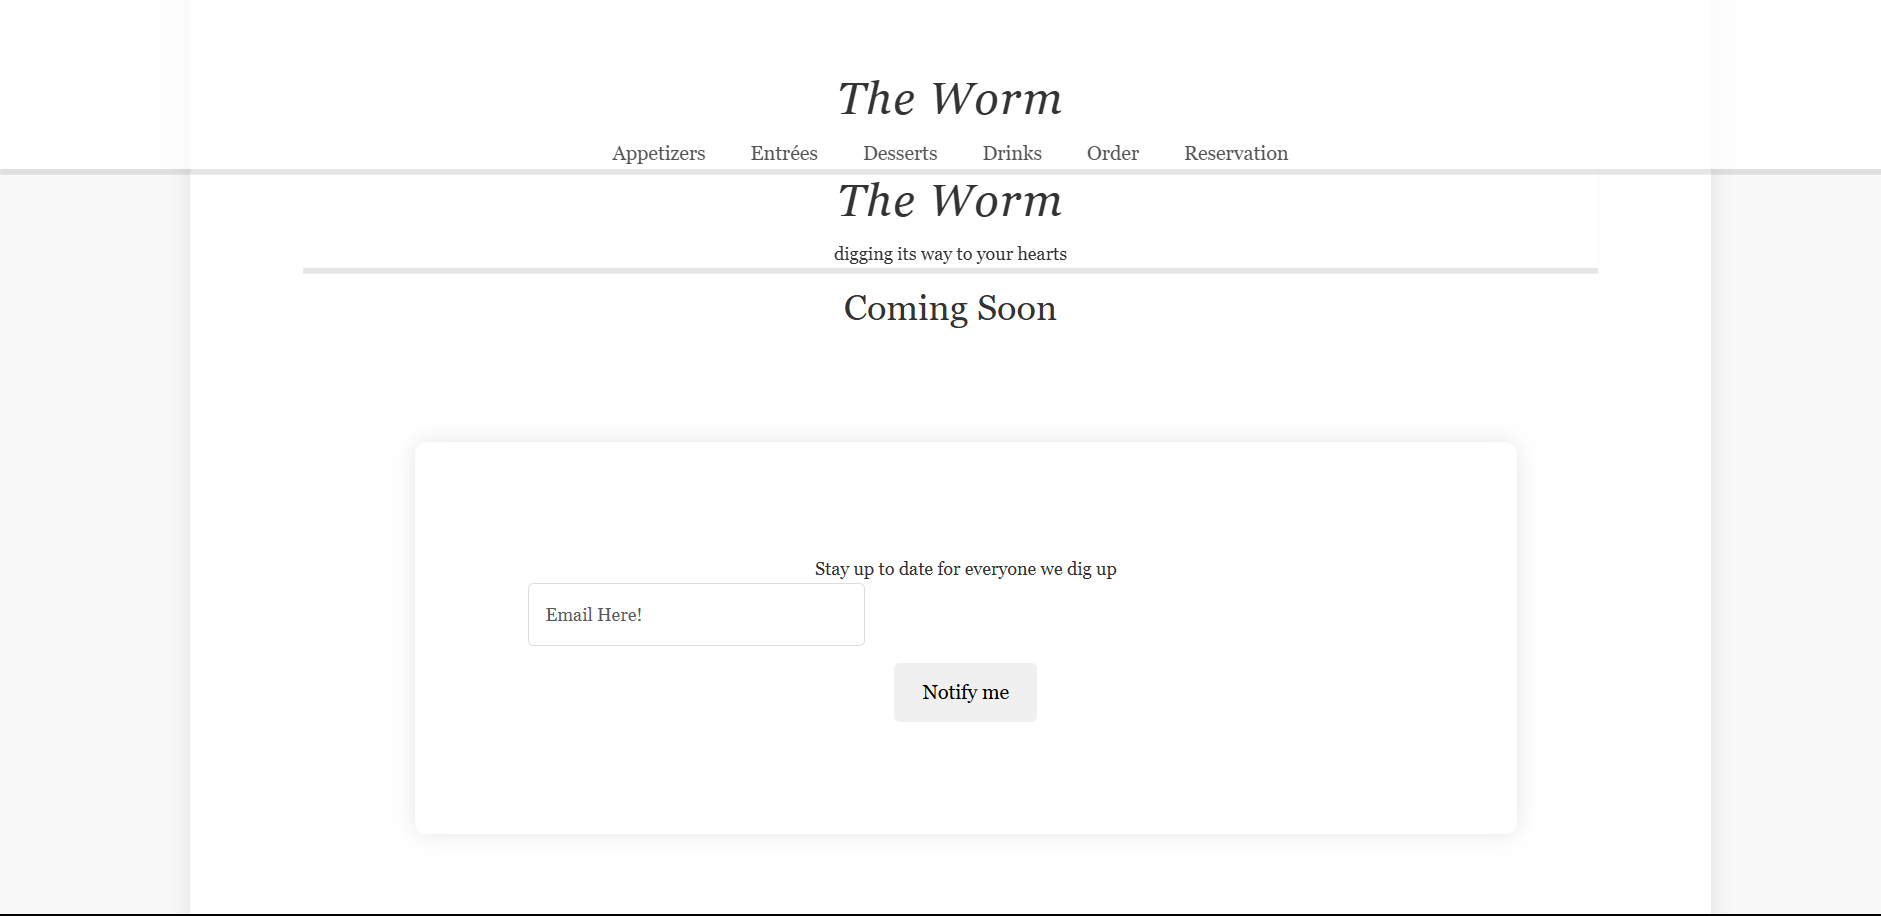 The Worm
Appetizers Entrées Desserts Drinks Order Reservation
The Worm
digging its way to your hearts
Coming Soon
Stay up to date for everyone we dig up
Email Here!
Notify me